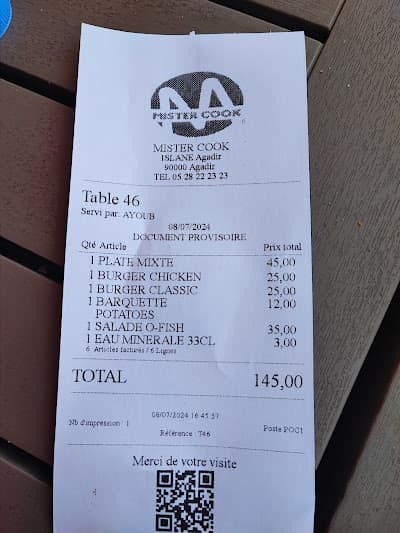 MISTER COOK
MISTER COOK
ISLANE Agadir
90000 Agadir
TEL 05 28 22 23 23
Table 46
Servi par: AYOUB
08/07/2024
DOCUMENT PROVISOIRE
Qté Article Prix total
1 PLATE MIXTE 45,00
1 BURGER CHICKEN 25,00
1 BURGER CLASSIC 25,00
1 BARQUETTE 12,00
POTATOES
1 SALADE O-FISH 35,00
1 EAU MINERALE 33CL 3,00
6 Articles facturés / 6 Lignes
TOTAL 145,00
08/07/2024 16:45:57
Nb d'impression : 1 Poste POC1
Référence : T46
Merci de votre visite